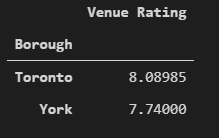 Venue Rating
Borough
Toronto 8.08985
York 7.74000